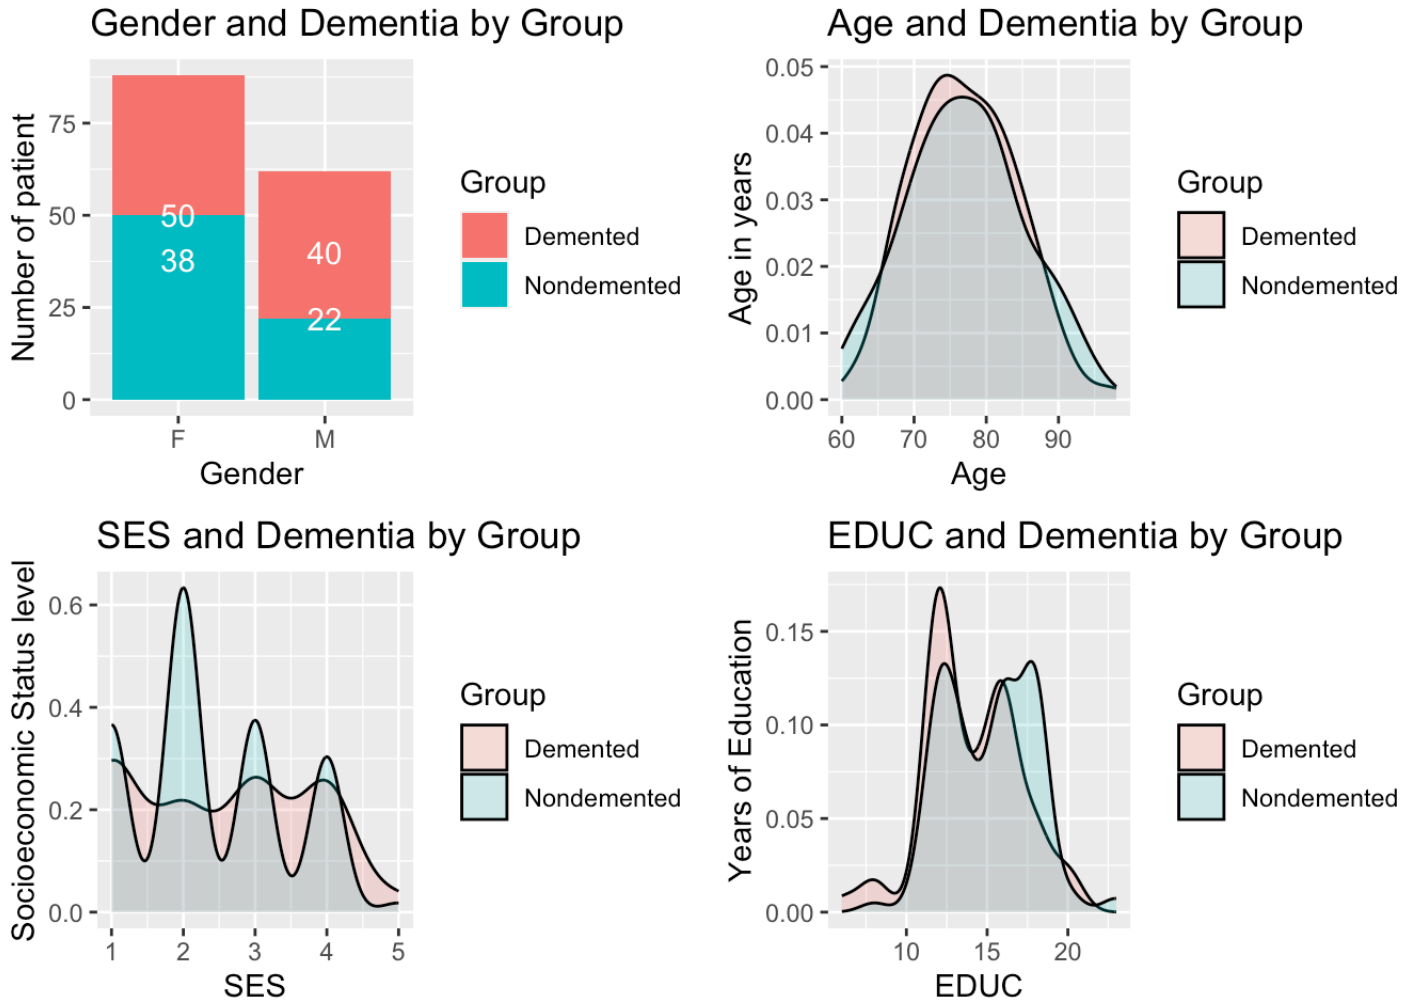 Gender and Dementia by Group
Number of patient
75
50
25
0
50
38
40
22
F
M
Gender
Group
Demented
Nondemented
Age and Dementia by Group
Age in years
0.05
0.04
0.03
0.02
0.01
0.00
60
70
80
90
Age
Group
Demented
Nondemented
SES and Dementia by Group
Socioeconomic Status level
0.6
0.4
0.2
0.0
1
2
3
4
5
SES
Group
Demented
Nondemented
EDUC and Dementia by Group
Years of Education
0.15
0.10
0.05
0.00
10
15
20
EDUC
Group
Demented
Nondemented